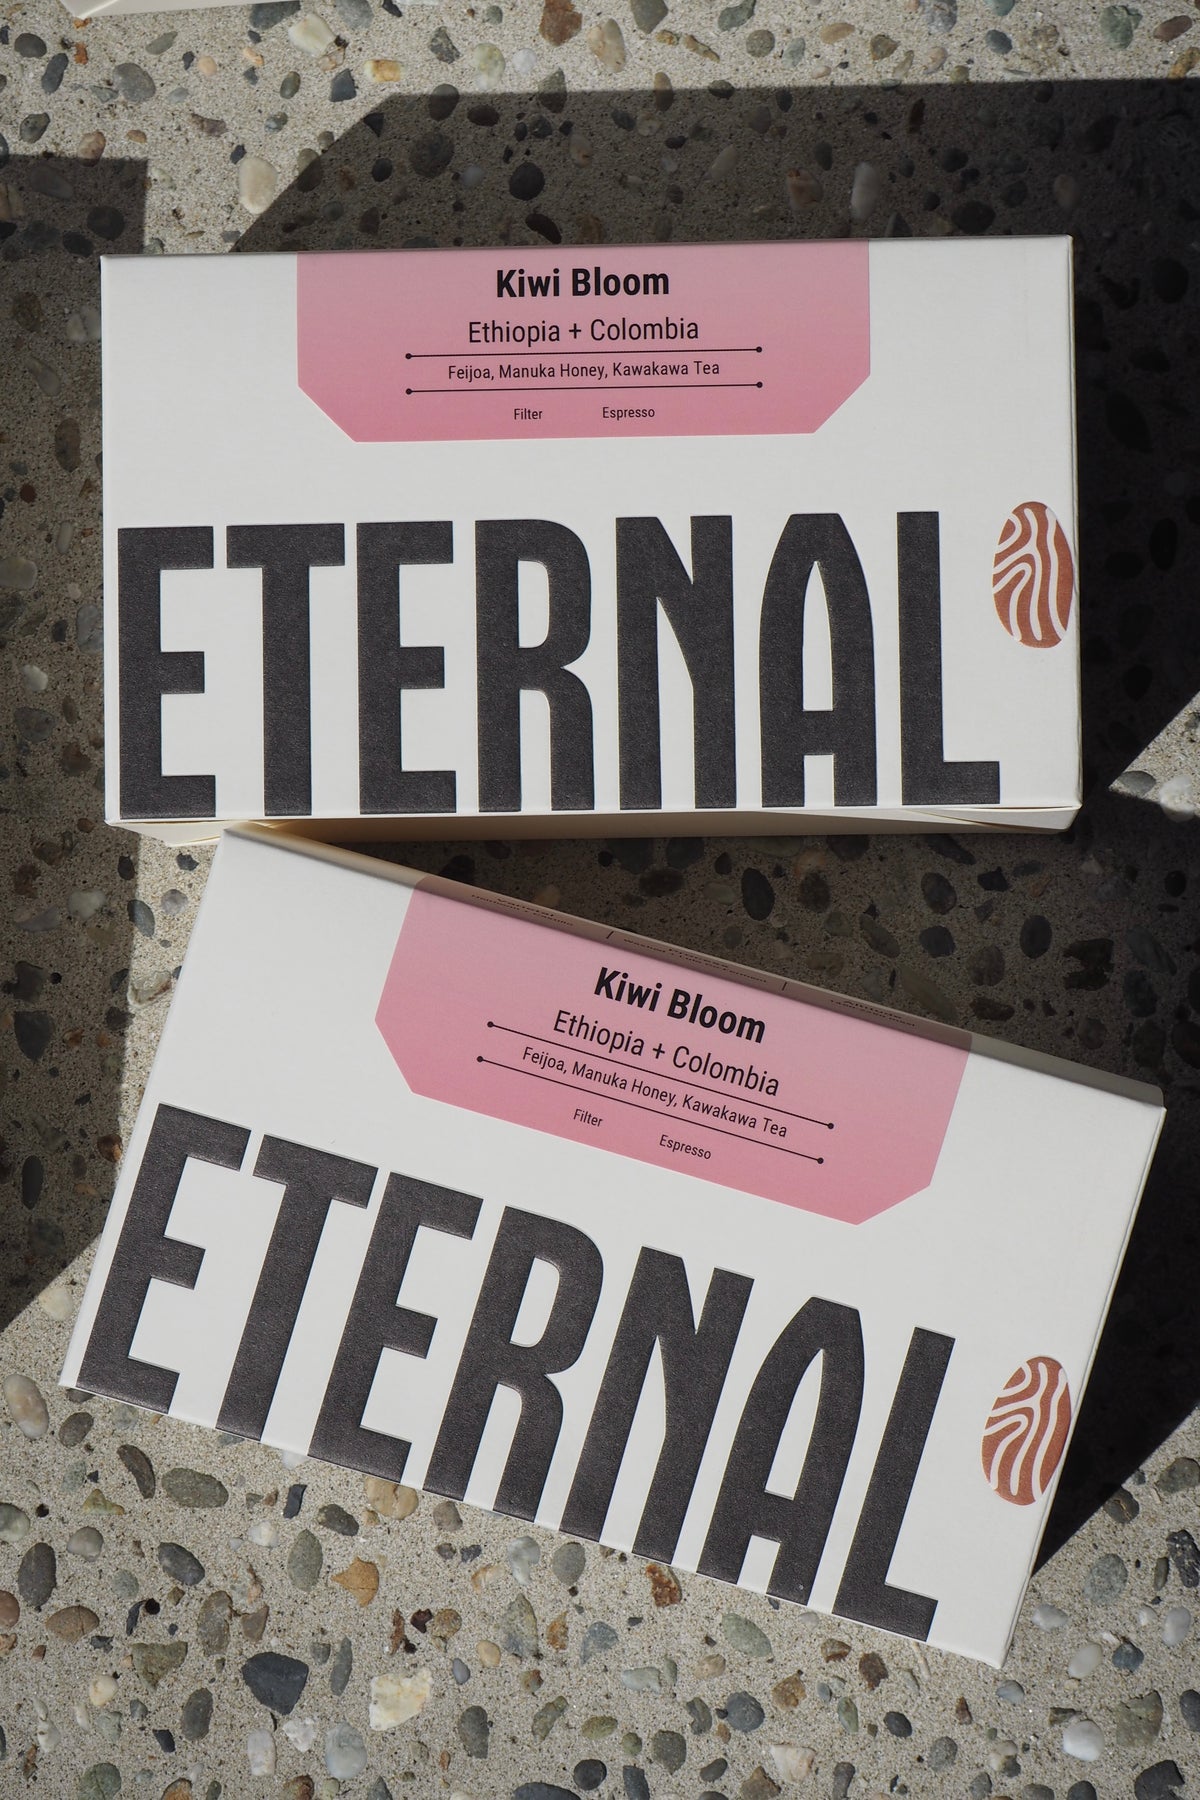 Kiwi Bloom
Ethiopia + Colombia
Feijoa, Manuka Honey, Kawakawa Tea
Filter Espresso
ETERNAL
Kiwi Bloom
Ethiopia + Colombia
Feijoa, Manuka Honey, Kawakawa Tea
Filter Espresso
ETERNAL